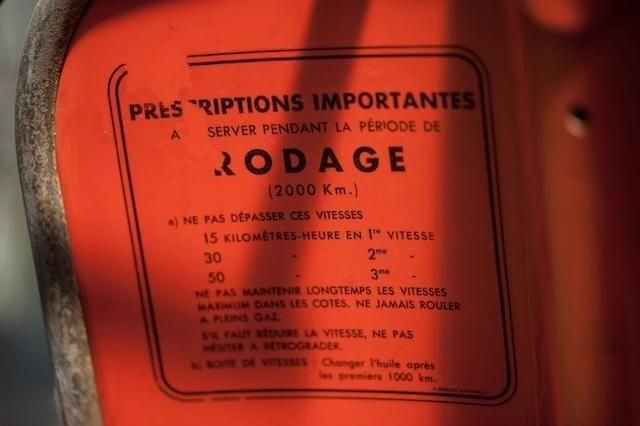 PRESCRIPTIONS IMPORTANTES
A SERVER PENDANT LA PÉRIODE DE
RODAGE
(2000 Km.)
a) NE PAS DÉPASSER CES VITESSES
15 KILOMÈTRES-HEURE EN 1re VITESSE
30 - 2me -
50 - 3me -
NE PAS MAINTENIR LONGTEMPS LES VITESSES
MAXIMUM DANS LES COTES. NE JAMAIS ROULER
A PLEINS GAZ.
S'IL FAUT RÉDUIRE LA VITESSE, NE PAS
HÉSITER A RÉTROGRADER.
b) BOITE DE VITESSES : Changer l'huile après
les premiers 1000 km.